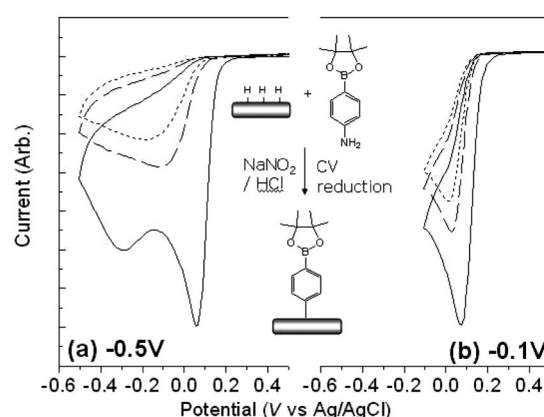 Current (Arb.)
H H H
+
O O
B
NH2
NaNO2
/ HCl
CV
reduction
O O
B
(a) -0.5V
(b) -0.1V
-0.6 -0.4 -0.2 0.0 0.2 0.4 -0.6 -0.4 -0.2 0.0 0.2 0.4
Potential (V vs Ag/AgCl)